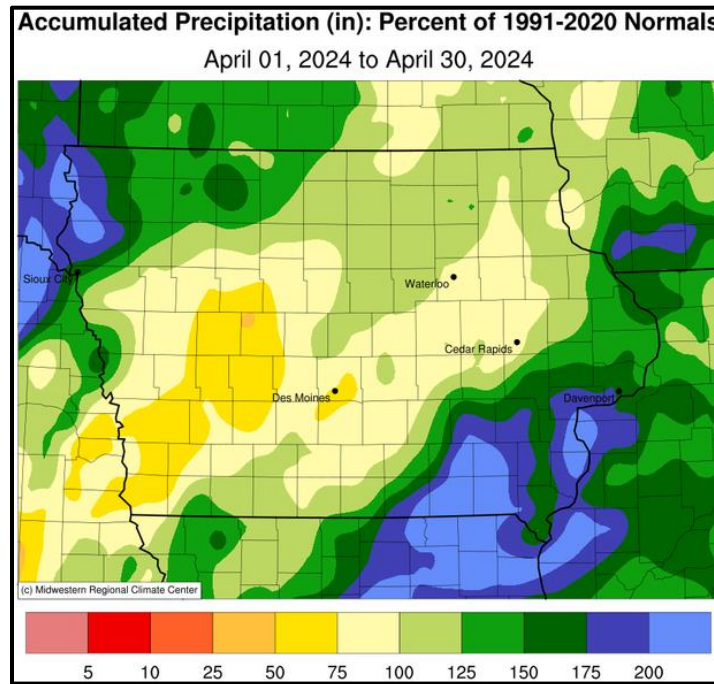 Accumulated Precipitation (in): Percent of 1991-2020 Normals
April 01, 2024 to April 30, 2024
Sioux City
Waterloo
Cedar Rapids
Des Moines
Davenport
(c) Midwestern Regional Climate Center
5 10 25 50 75 100 125 150 175 200